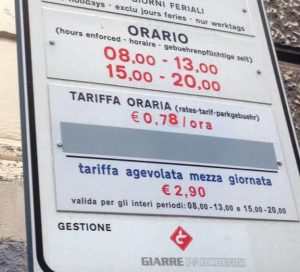 GIORNI FERIALI
holidays - exclu jours feries - nur werktags
ORARIO
(hours enforced - horaire - gebuehrenpflichtige zeit)
08.00 - 13.00
15.00 - 20.00
TARIFFA ORARIA (rates-tarif-parkgebuehr)
€ 0.78/ora
tariffa agevolata mezza giornata
€ 2,90
valida per gli interi periodi: 08.00-13.00 e 15.00-20.00
GESTIONE
GIARRE PARCHEGGI